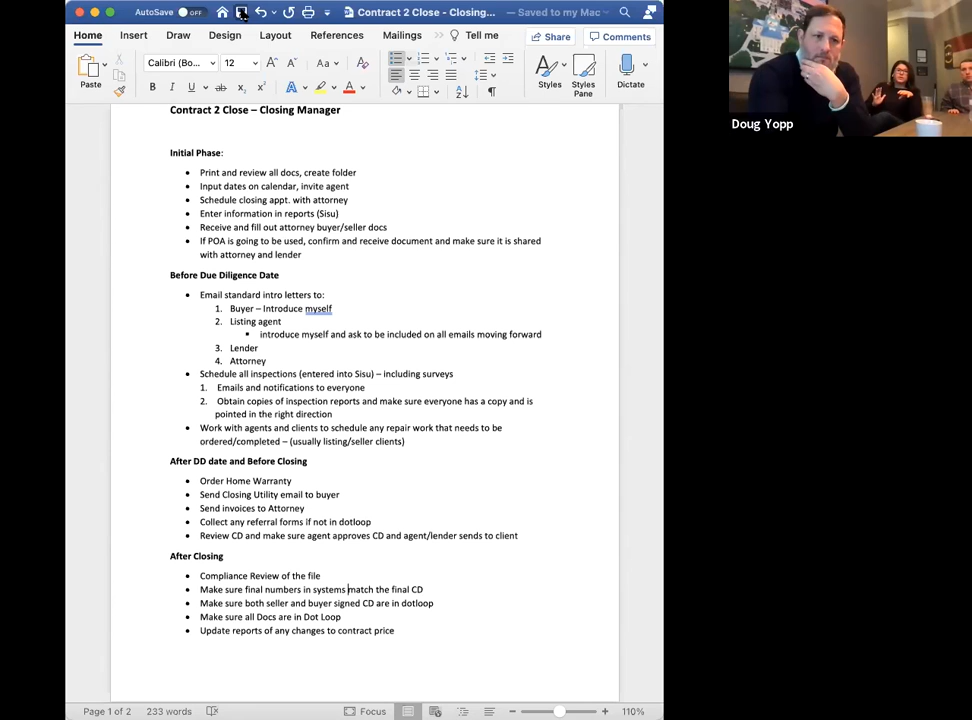 AutoSave OFF
Contract 2 Close - Closing... — Saved to my Mac
Home Insert Draw Design Layout References Mailings Tell me Share Comments
Calibri (Bo... 12
Paste
Styles
Styles
Pane
Dictate
Doug Yopp
Contract 2 Close – Closing Manager
Initial Phase:
• Print and review all docs, create folder
• Input dates on calendar, invite agent
• Schedule closing appt. with attorney
• Enter information in reports (Sisu)
• Receive and fill out attorney buyer/seller docs
• If POA is going to be used, confirm and receive document and make sure it is shared
with attorney and lender
Before Due Diligence Date
• Email standard intro letters to:
1. Buyer – Introduce myself
2. Listing agent
▪ introduce myself and ask to be included on all emails moving forward
3. Lender
4. Attorney
• Schedule all inspections (entered into Sisu) – including surveys
1. Emails and notifications to everyone
2. Obtain copies of inspection reports and make sure everyone has a copy and is
pointed in the right direction
• Work with agents and clients to schedule any repair work that needs to be
ordered/completed – (usually listing/seller clients)
After DD date and Before Closing
• Order Home Warranty
• Send Closing Utility email to buyer
• Send invoices to Attorney
• Collect any referral forms if not in dotloop
• Review CD and make sure agent approves CD and agent/lender sends to client
After Closing
• Compliance Review of the file
• Make sure final numbers in systems match the final CD
• Make sure both seller and buyer signed CD are in dotloop
• Make sure all Docs are in Dot Loop
• Update reports of any changes to contract price
Page 1 of 2 233 words Focus 110%